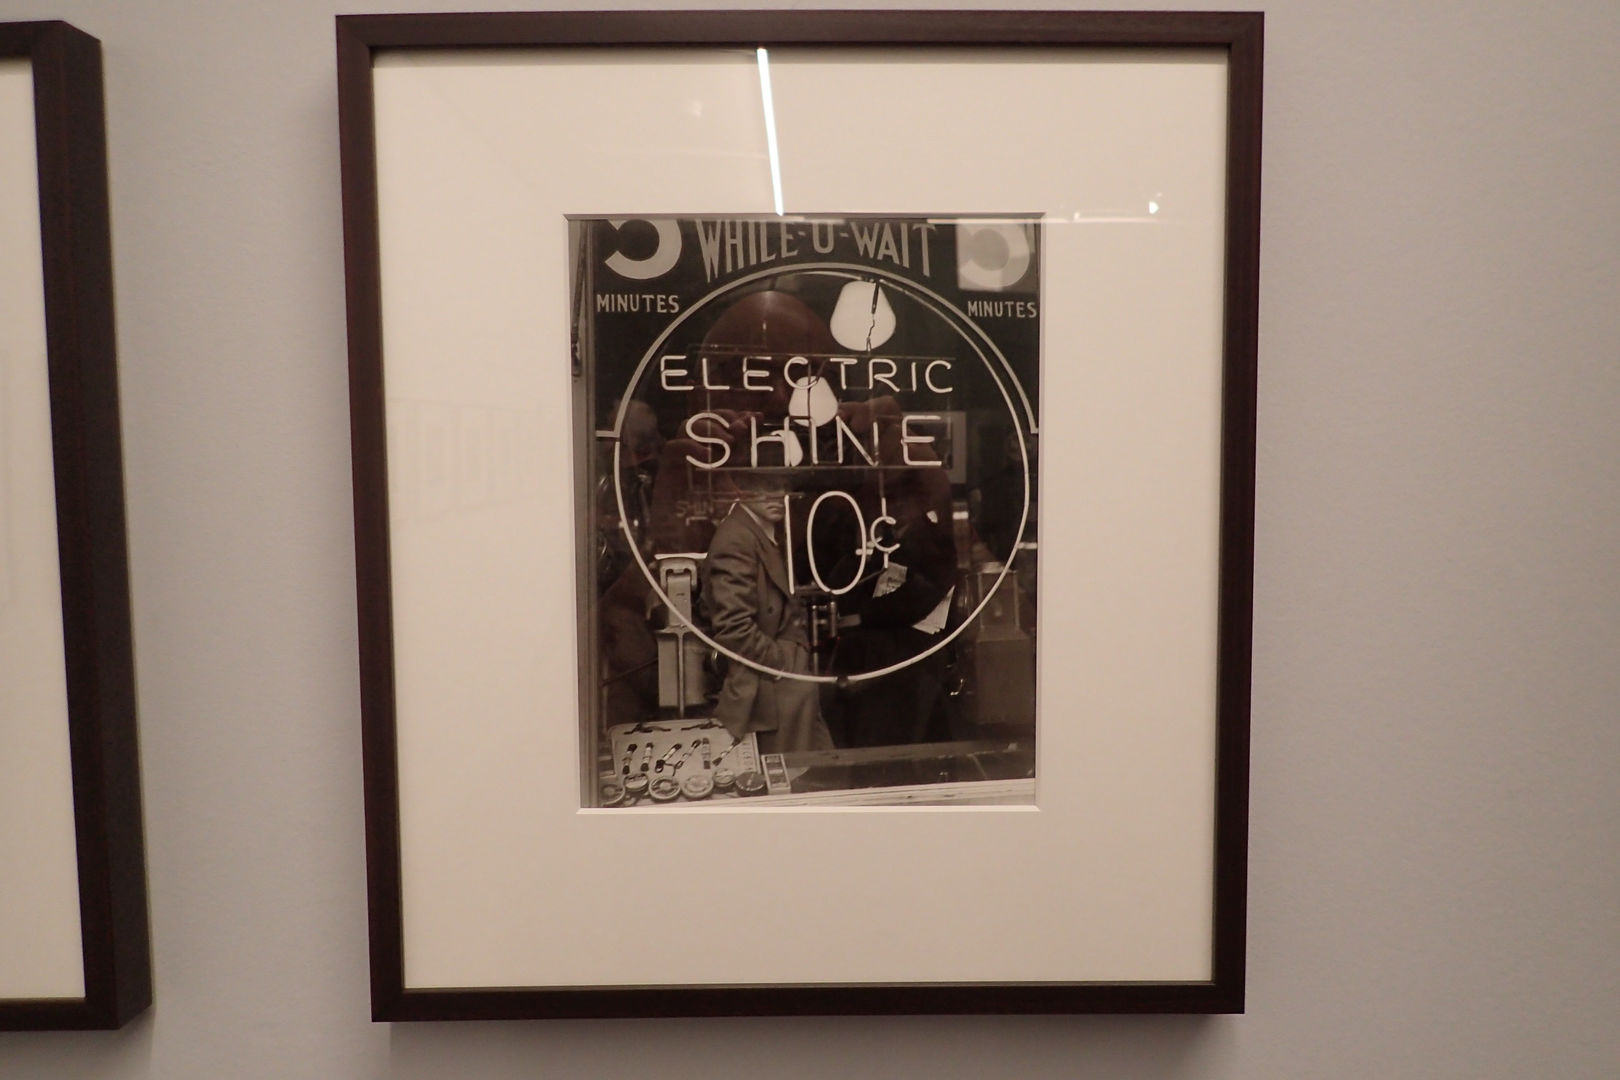 5 WHILE-U-WAIT 5
MINUTES MINUTES
ELECTRIC
SHINE
10¢